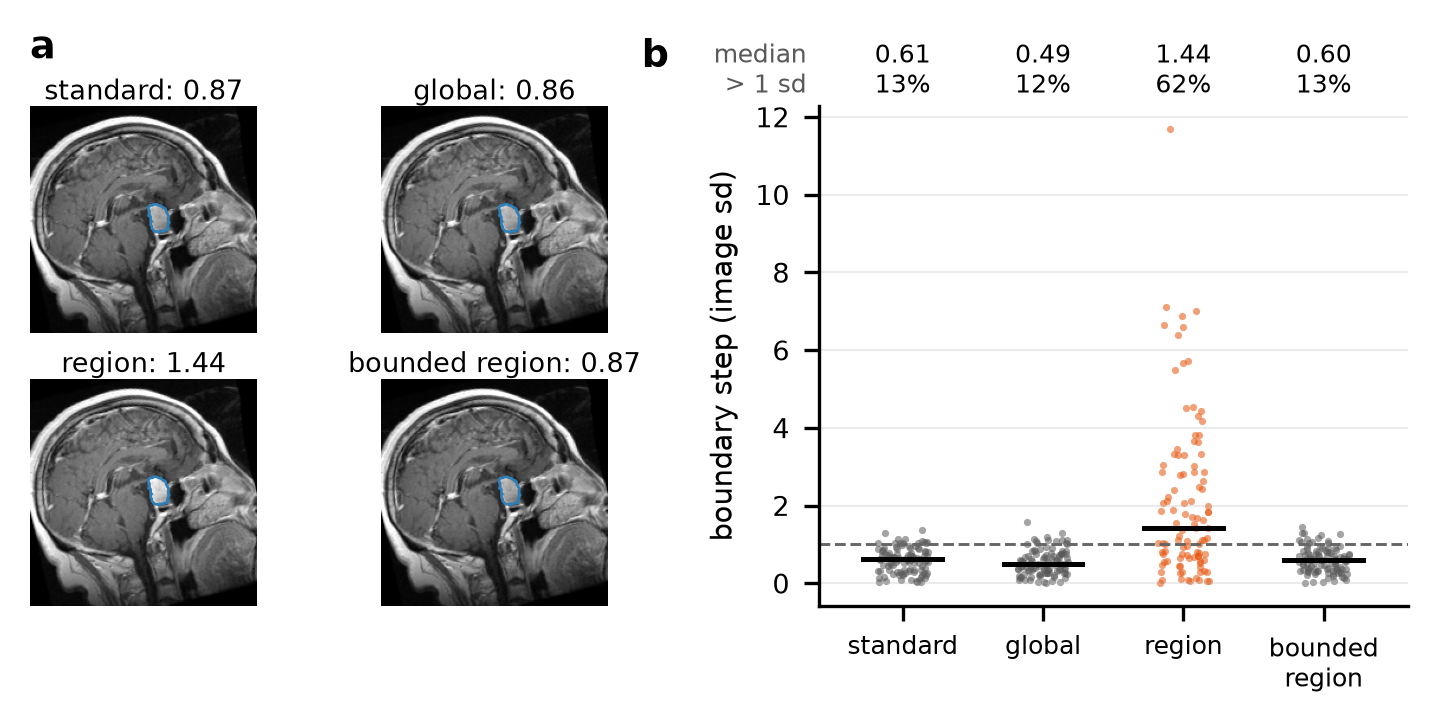 a
standard: 0.87
global: 0.86
region: 1.44
bounded region: 0.87
b
median 0.61 0.49 1.44 0.60
> 1 sd 13% 12% 62% 13%
boundary step (image sd)
12
10
8
6
4
2
0
standard global region bounded region